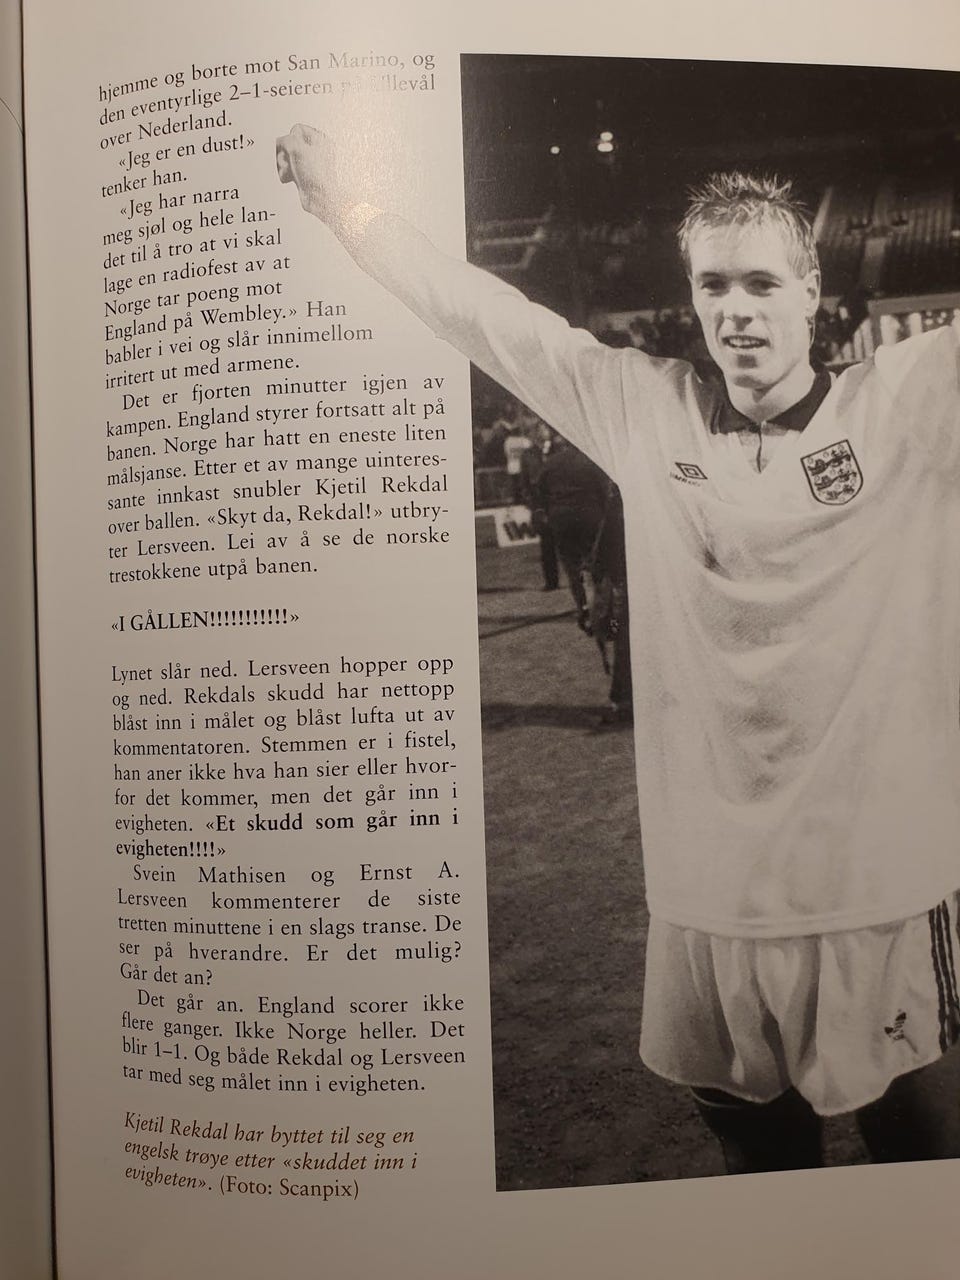 hjemme og borte mot San Marino, og
den eventyrlige 2–1-seieren på Ullevål
over Nederland.
«Jeg er en dust!»
tenker han.
«Jeg har narra
meg sjøl og hele lan-
det til å tro at vi skal
lage en radiofest av at
Norge tar poeng mot
England på Wembley.» Han
babler i vei og slår innimellom
irritert ut med armene.
Det er fjorten minutter igjen av
kampen. England styrer fortsatt alt på
banen. Norge har hatt en eneste liten
målsjanse. Etter et av mange uinteres-
sante innkast snubler Kjetil Rekdal
over ballen. «Skyt da, Rekdal!» utbry-
ter Lersveen. Lei av å se de norske
trestokkene utpå banen.
«I GÅLLEN!!!!!!!!!!!»
Lynet slår ned. Lersveen hopper opp
og ned. Rekdals skudd har nettopp
blåst inn i målet og blåst lufta ut av
kommentatoren. Stemmen er i fistel,
han aner ikke hva han sier eller hvor-
for det kommer, men det går inn i
evigheten. «Et skudd som går inn i
evigheten!!!!»
Svein Mathisen og Ernst A.
Lersveen kommenterer de siste
tretten minuttene i en slags transe. De
ser på hverandre. Er det mulig?
Går det an?
Det går an. England scorer ikke
flere ganger. Ikke Norge heller. Det
blir 1–1. Og både Rekdal og Lersveen
tar med seg målet inn i evigheten.
Kjetil Rekdal har byttet til seg en
engelsk trøye etter «skuddet inn i
evigheten». (Foto: Scanpix)